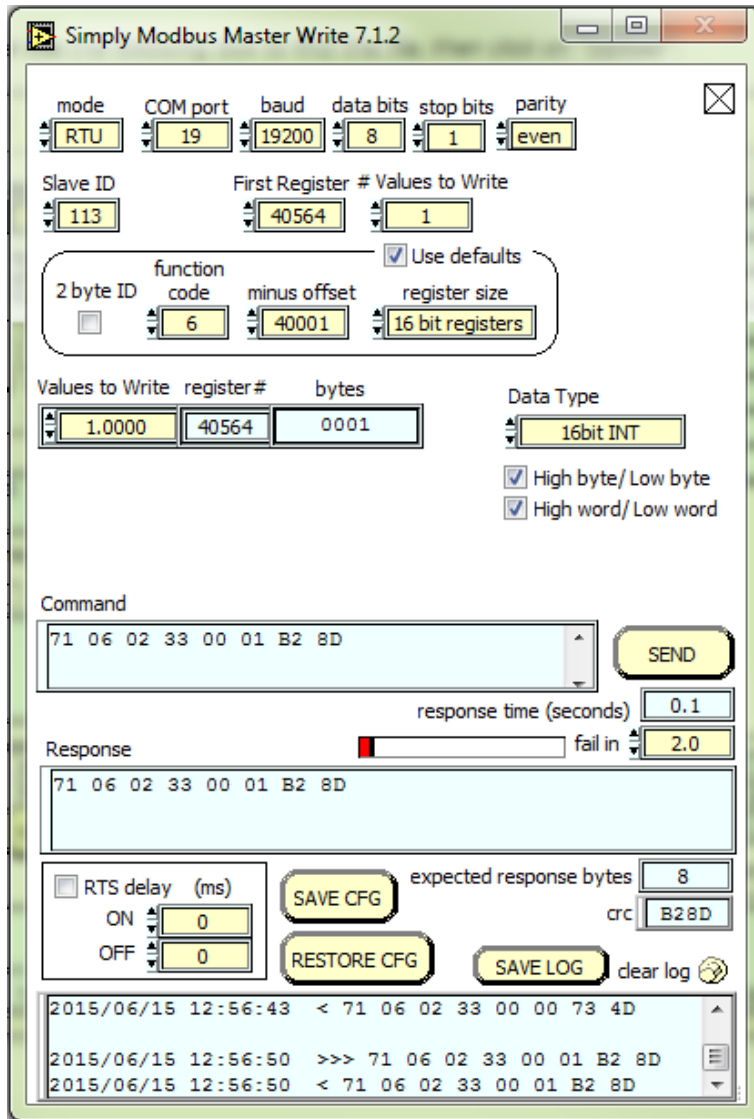 Simply Modbus Master Write 7.1.2
mode COM port baud data bits stop bits parity
RTU 19 19200 8 1 even
Slave ID First Register # Values to Write
113 40564 1
Use defaults
2 byte ID function code minus offset register size
6 40001 16 bit registers
Values to Write register# bytes Data Type
1.0000 40564 0001 16bit INT
High byte/Low byte
High word/Low word
Command
71 06 02 33 00 01 B2 8D
SEND
response time (seconds) 0.1
Response fail in 2.0
71 06 02 33 00 01 B2 8D
RTS delay (ms) SAVE CFG expected response bytes 8
ON 0 crc B28D
OFF 0 RESTORE CFG SAVE LOG clear log
2015/06/15 12:56:43 < 71 06 02 33 00 00 73 4D
2015/06/15 12:56:50 >>> 71 06 02 33 00 01 B2 8D
2015/06/15 12:56:50 < 71 06 02 33 00 01 B2 8D